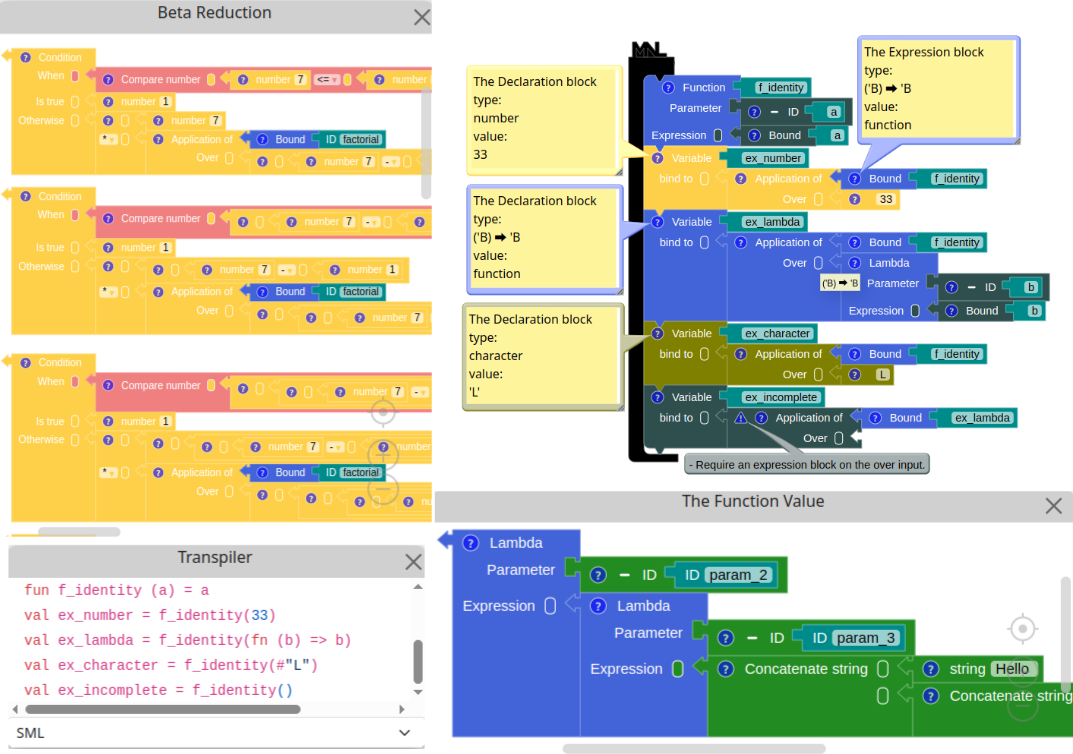 Beta Reduction
Condition
When Compare number number 7 <= number
Is true number 1
Otherwise number 7
* Application of Bound ID factorial
Over number 7 -
Condition
When Compare number number 7 -
Is true number 1
Otherwise number 7 - number 1
* Application of Bound ID factorial
Over number 7
Condition
When Compare number number 7 -
Is true number 1
Otherwise number 7 - number
* Application of Bound ID factorial
Over nu
Transpiler
fun f_identity (a) = a
val ex_number = f_identity(33)
val ex_lambda = f_identity(fn (b) => b)
val ex_character = f_identity(#"L")
val ex_incomplete = f_identity()
SML
MNL
The Declaration block
type:
number
value:
33
The Declaration block
type:
('B) ➡ 'B
value:
function
The Declaration block
type:
character
value:
'L'
The Expression block
type:
('B) ➡ 'B
value:
function
Function f_identity
Parameter – ID a
Expression Bound a
Variable ex_number
bind to Application of Bound f_identity
Over 33
Variable ex_lambda
bind to Application of Bound f_identity
Over Lambda
('B) ➡ 'B
Parameter – ID b
Expression Bound b
Variable ex_character
bind to Application of Bound f_identity
Over L
Variable ex_incomplete
bind to Application of Bound ex_lambda
Over
- Require an expression block on the over input.
The Function Value
Lambda
Parameter – ID ID param_2
Expression Lambda
Parameter – ID ID param_3
Expression Concatenate string string Hello
Concatenate string